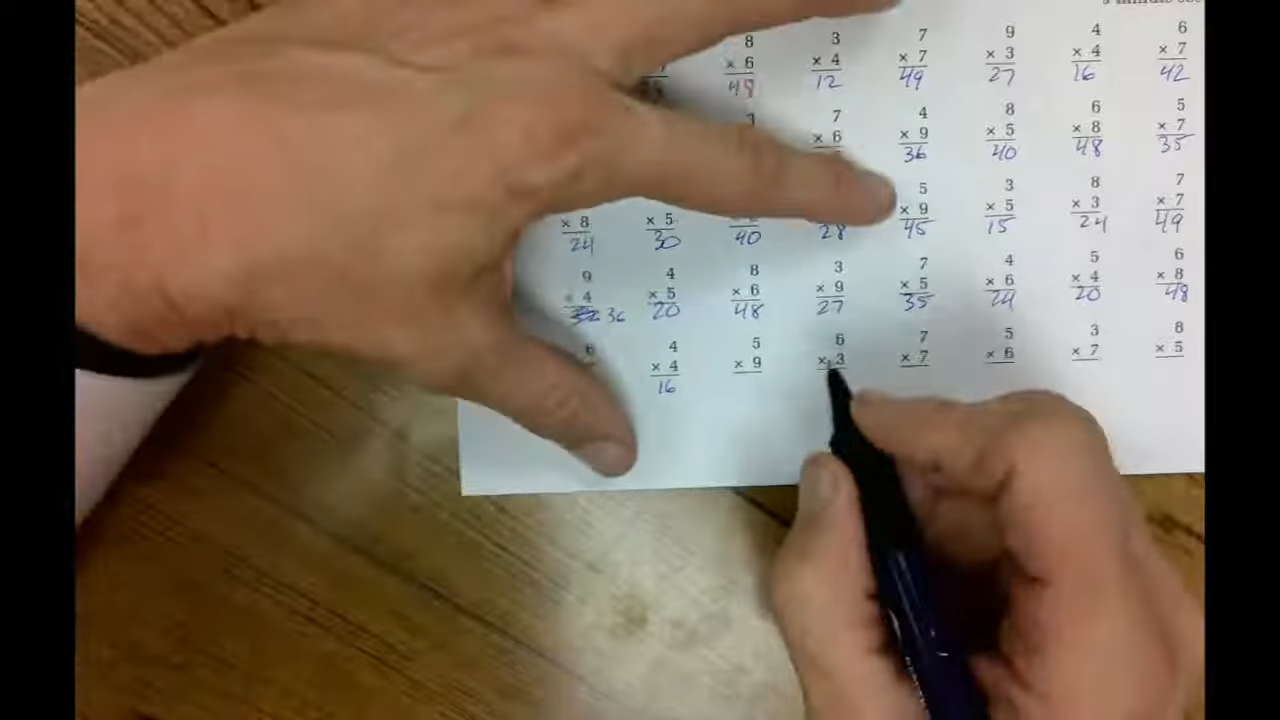 8 3 7 9 4 6
× 6 × 4 × 7 × 3 × 4 × 7
48 12 49 27 16 42
7 4 8 6 5
× 6 × 9 × 5 × 8 × 7
36 40 48 35
5 3 8 7
× 8 × 5 × 9 × 5 × 3 × 7
24 30 40 28 45 15 24 49
9 4 8 3 7 4 5 6
× 4 × 5 × 6 × 9 × 5 × 6 × 4 × 8
36 20 48 27 35 24 20 48
6 4 5 6 7 5 3 8
× 4 × 9 × 3 × 7 × 6 × 7 × 5
16